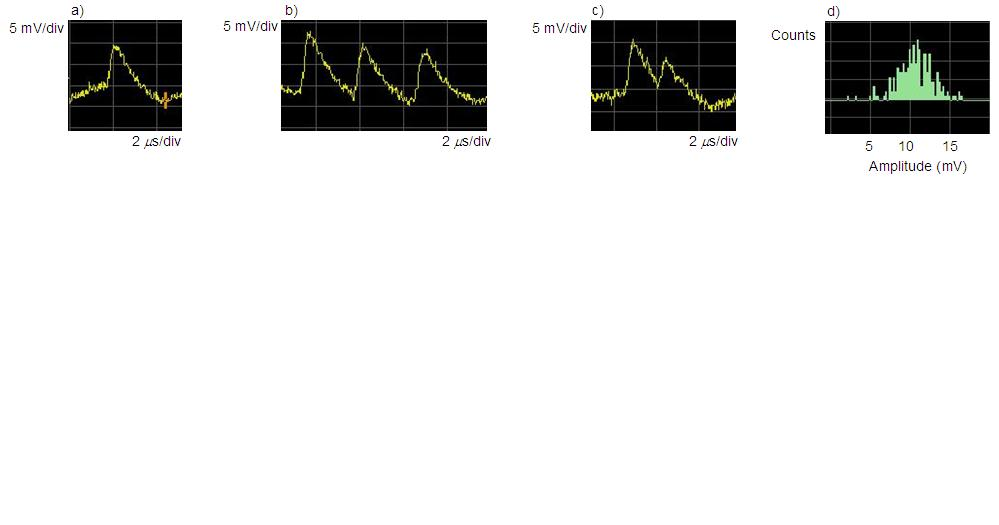 a)
5 mV/div
2 μs/div
b)
5 mV/div
2 μs/div
c)
5 mV/div
2 μs/div
d)
Counts
5 10 15
Amplitude (mV)